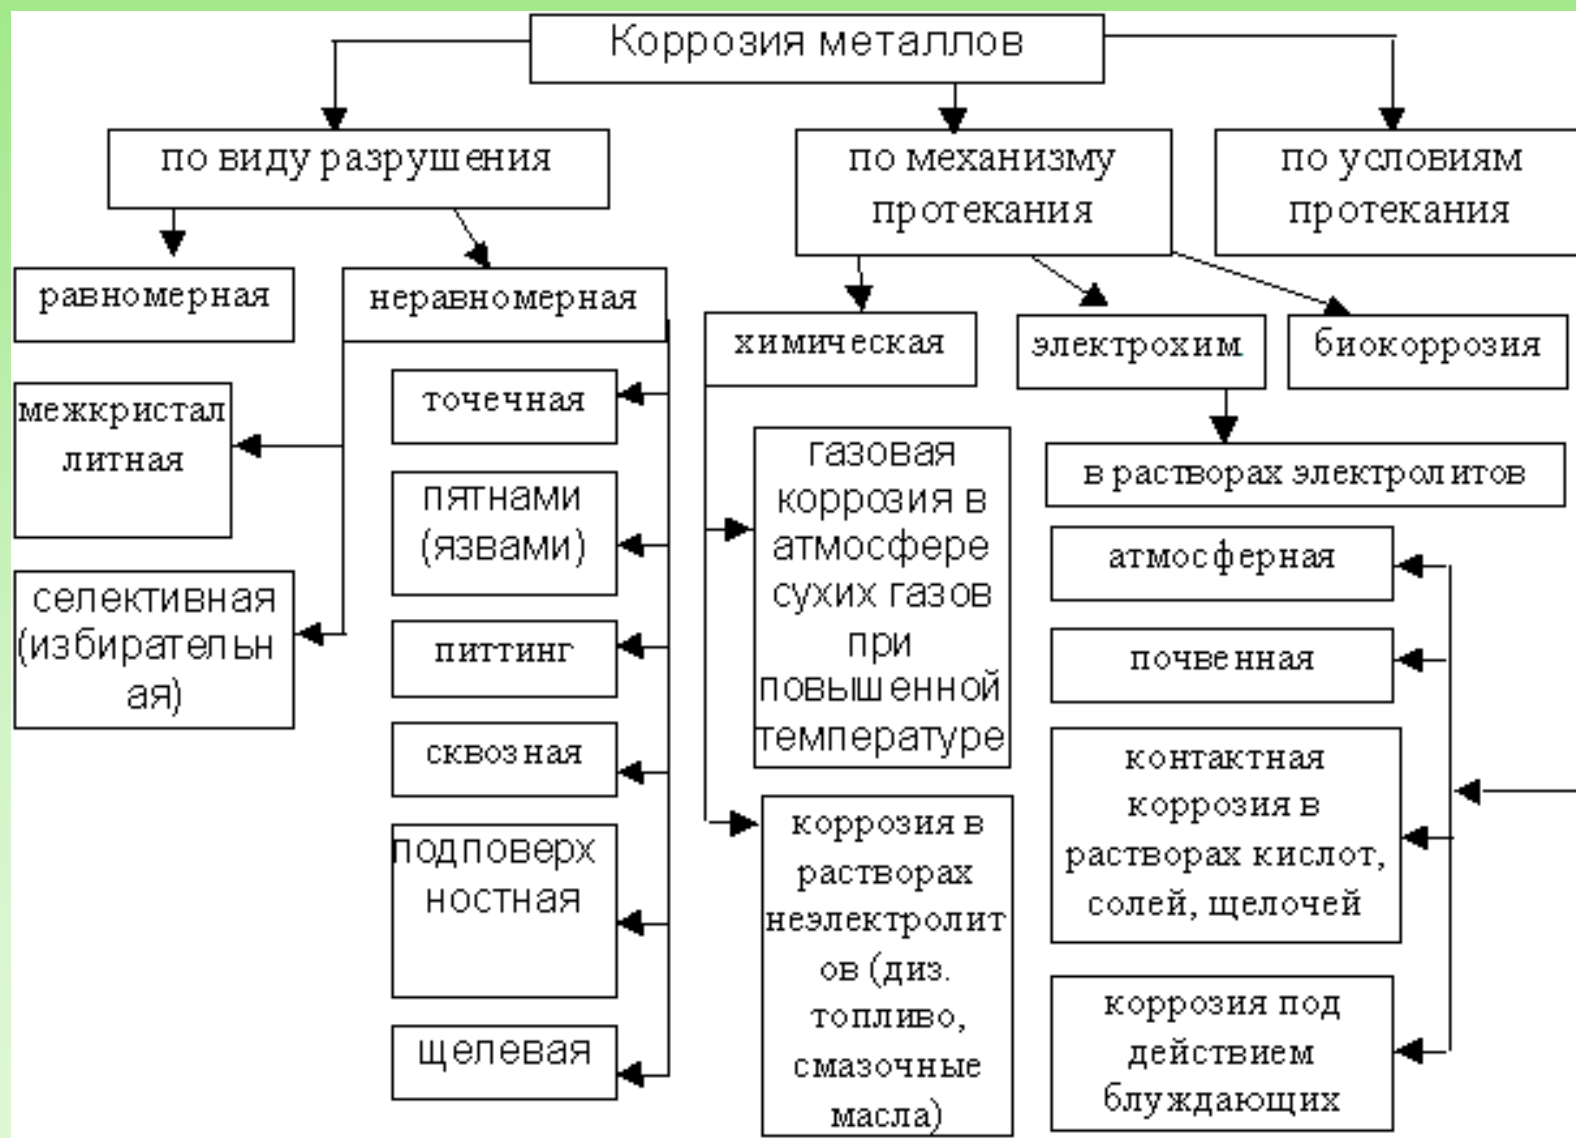 Коррозия металлов
по виду разрушения
по механизму
протекания
по условиям
протекания
равномерная
неравномерная
межкристал
литная
селективная
(избирательн
ая)
точечная
пятнами
(язвами)
питтинг
сквозная
подповерх
ностная
щелевая
химическая
электрохим.
биокоррозия
газовая
коррозия в
атмосфере
сухих газов
при
повышенной
температуре
коррозия в
растворах
неэлектролит
ов (диз.
топливо,
смазочные
масла)
в растворах электролитов
атмосферная
почвенная
контактная
коррозия в
растворах кислот,
солей, щелочей
коррозия под
действием
блуждающих